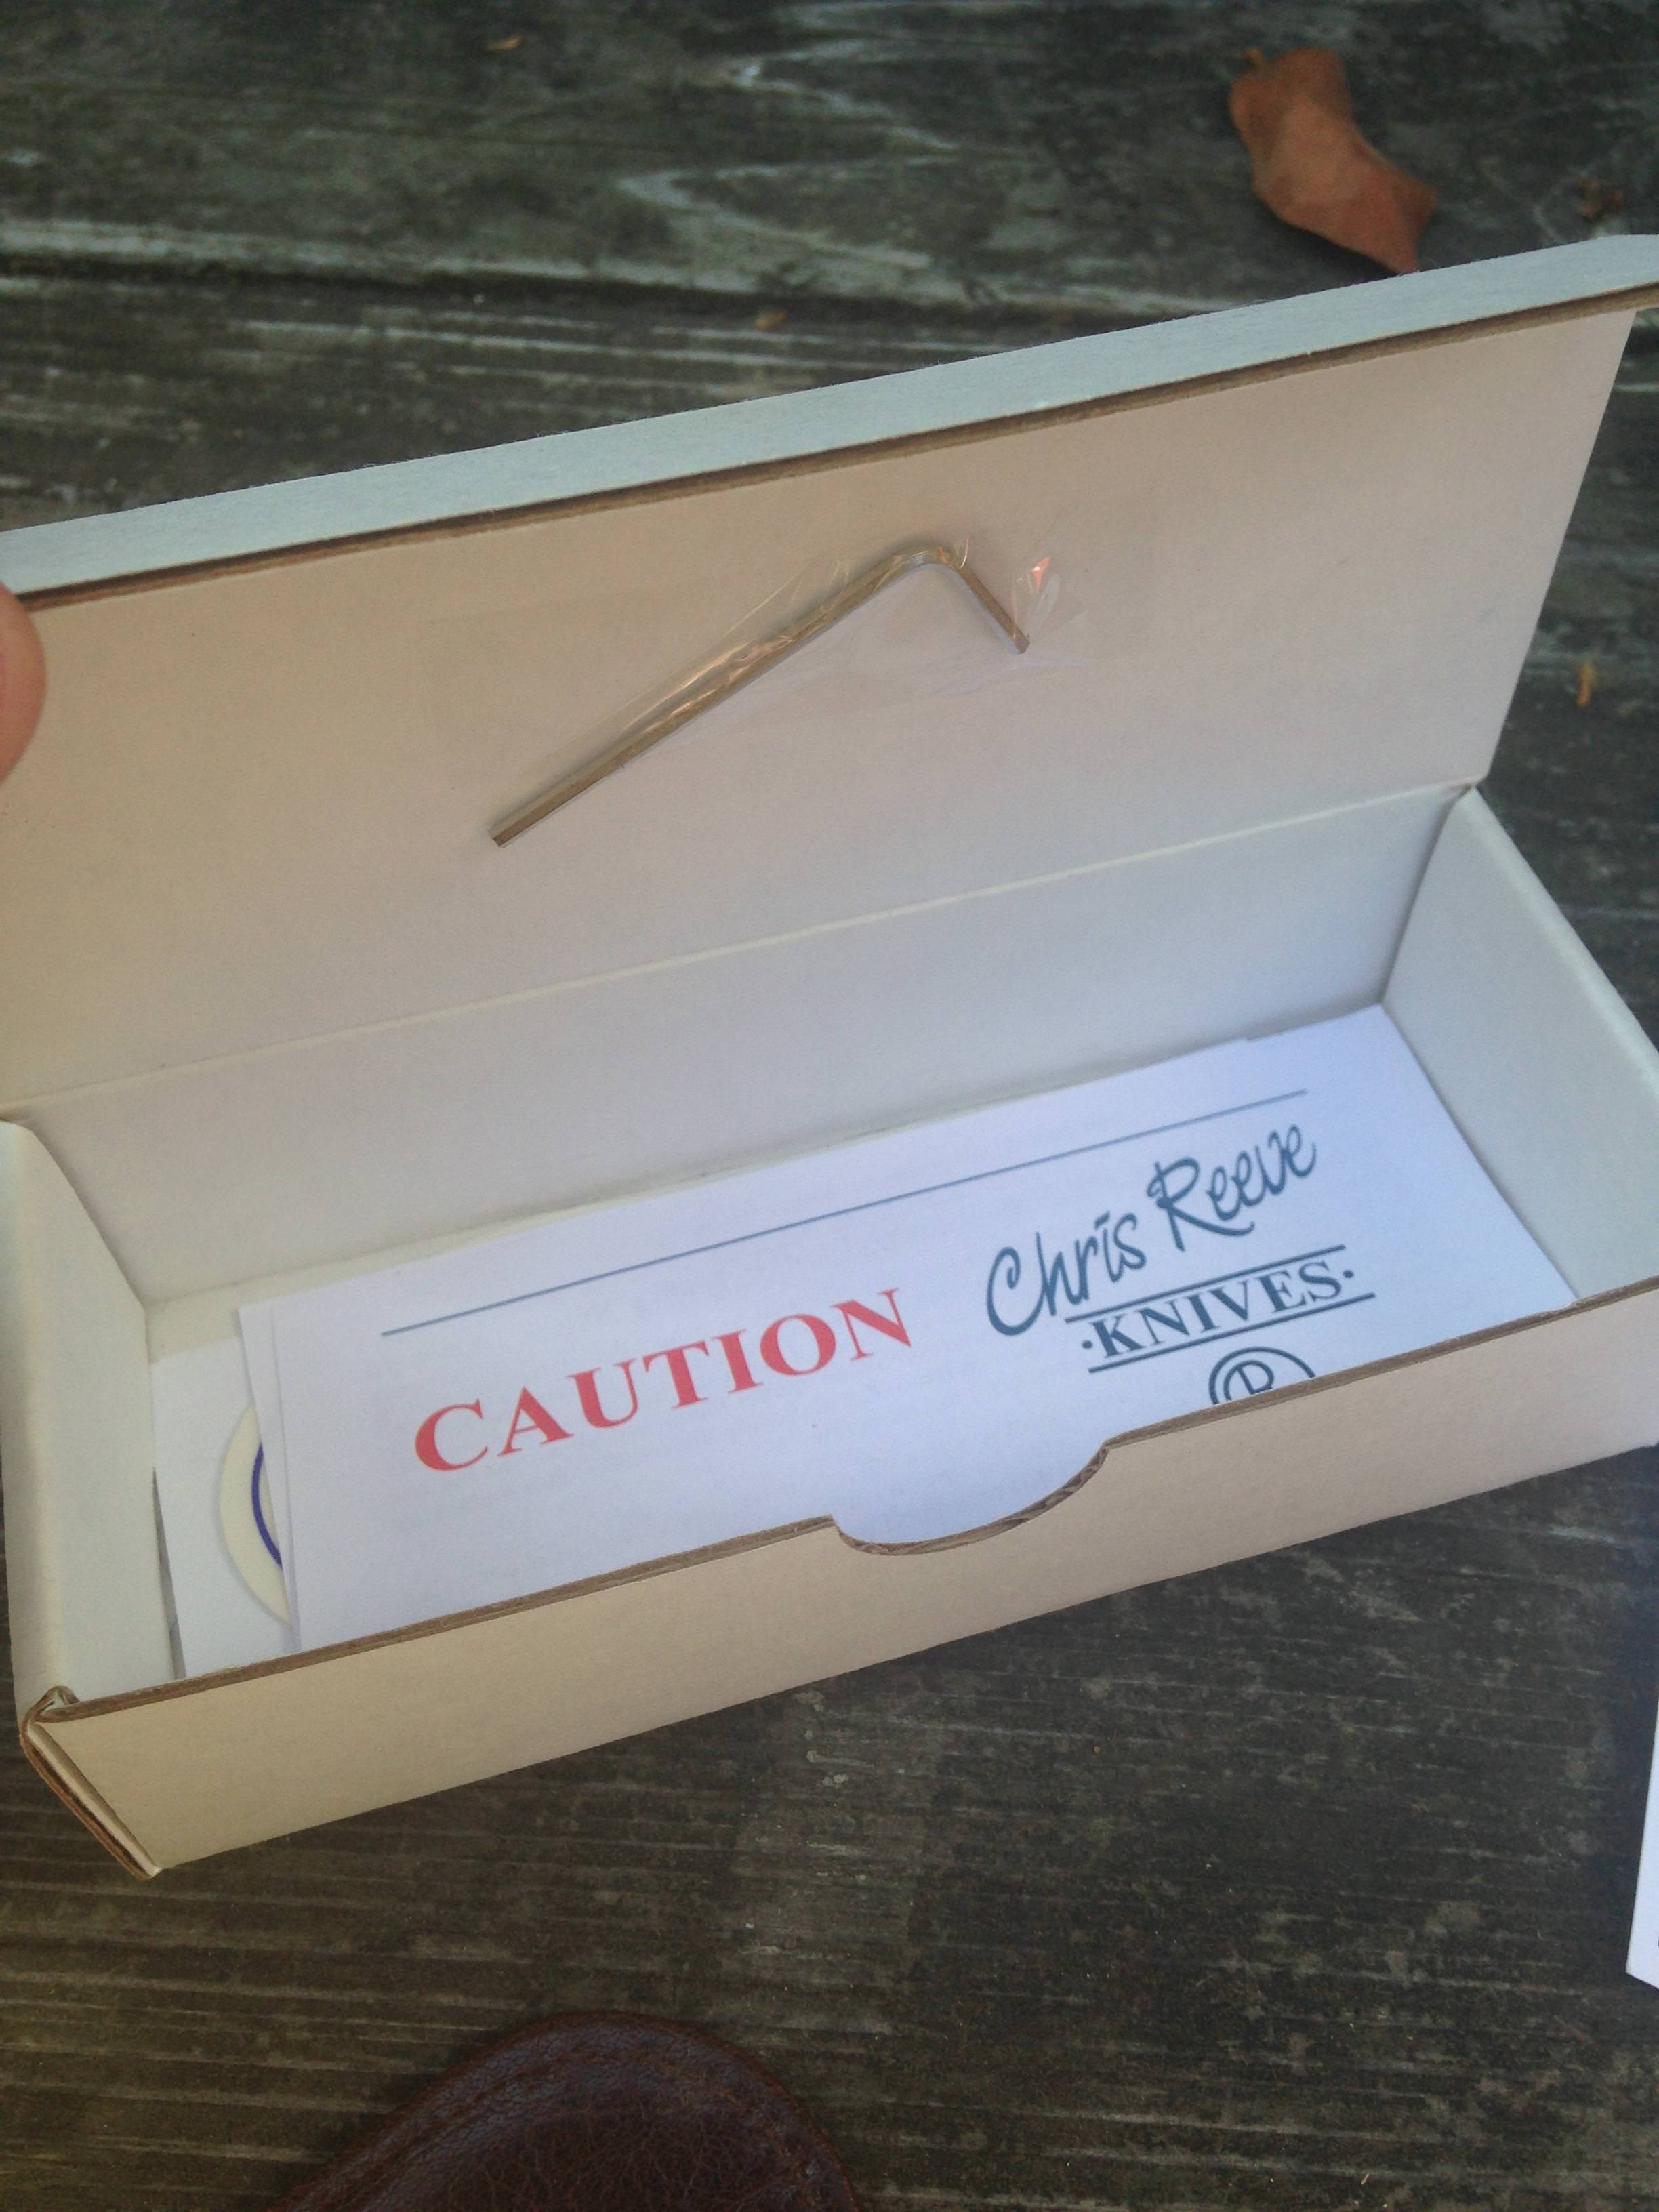 CAUTION
Chris Reeve
·KNIVES·
R